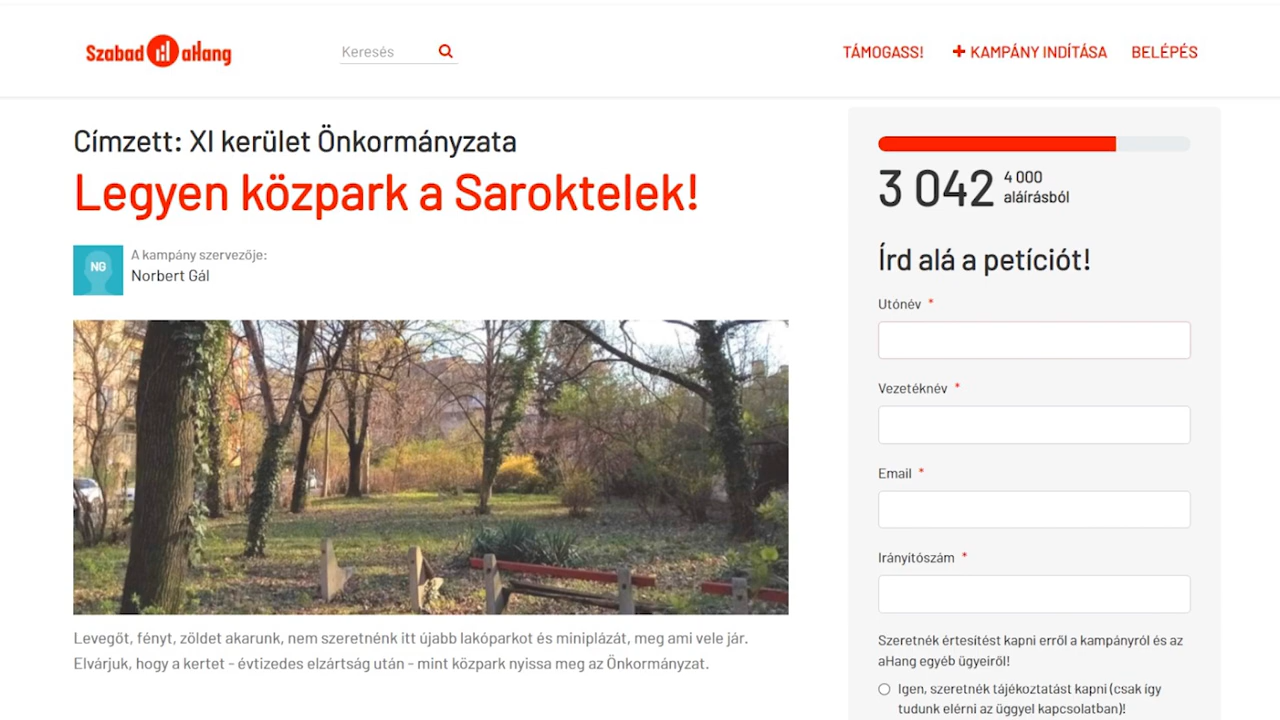 Szabad aHang
Keresés
TÁMOGASS!
+ KAMPÁNY INDÍTÁSA
BELÉPÉS
Címzett: XI kerület Önkormányzata
Legyen közpark a Saroktelek!
NG
A kampány szervezője:
Norbert Gál
Levegőt, fényt, zöldet akarunk, nem szeretnénk itt újabb lakóparkot és miniplázát, meg ami vele jár.
Elvárjuk, hogy a kertet - évtizedes elzártság után - mint közpark nyissa meg az Önkormányzat.
3 042
4 000
aláírásból
Írd alá a petíciót!
Utónév *
Vezetéknév *
Email *
Irányítószám *
Szeretnék értesítést kapni erről a kampányról és az
aHang egyéb ügyeiről!
Igen, szeretnék tájékoztatást kapni (csak így
tudunk elérni az üggyel kapcsolatban)!